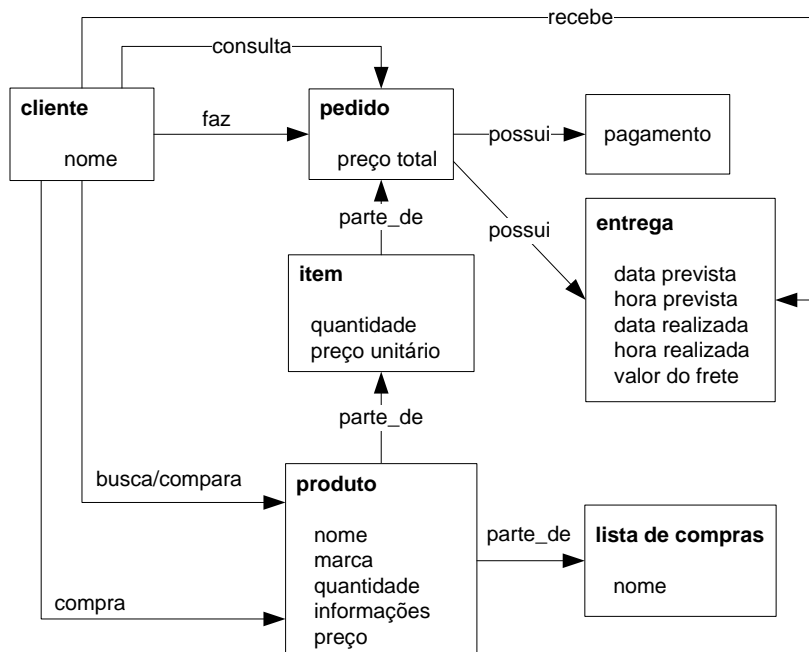 recebe
consulta
cliente
nome
faz
pedido
preço total
possui
pagamento
parte_de
possui
entrega
data prevista
hora prevista
data realizada
hora realizada
valor do frete
item
quantidade
preço unitário
parte_de
busca/compara
produto
nome
marca
quantidade
informações
preço
compra
parte_de
lista de compras
nome